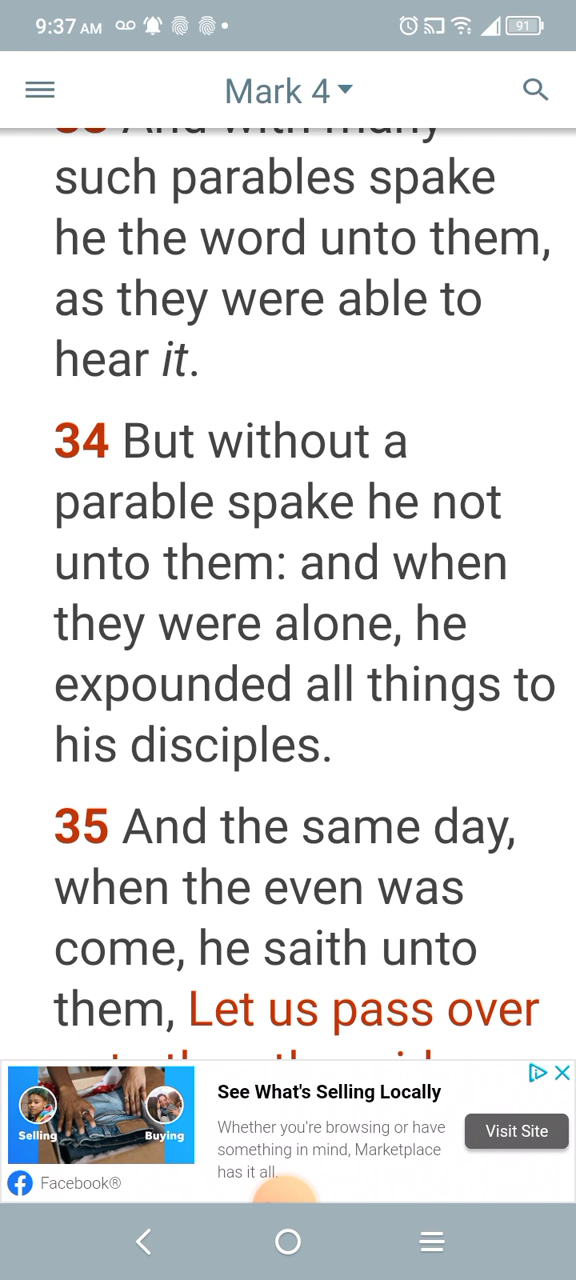 9:37 AM
91
Mark 4
33 And with many
such parables spake
he the word unto them,
as they were able to
hear it.
34 But without a
parable spake he not
unto them: and when
they were alone, he
expounded all things to
his disciples.
35 And the same day,
when the even was
come, he saith unto
them, Let us pass over
See What's Selling Locally
Whether you're browsing or have
something in mind, Marketplace
has it all.
Visit Site
Selling
Buying
Facebook®